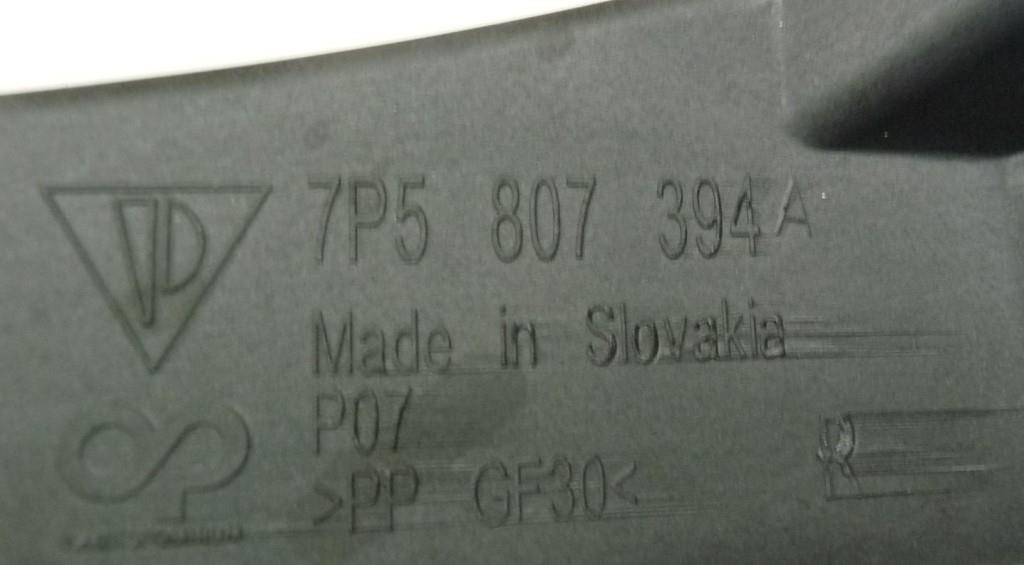 7P5 807 394 A
Made in Slovakia
P07
>PP GF30<